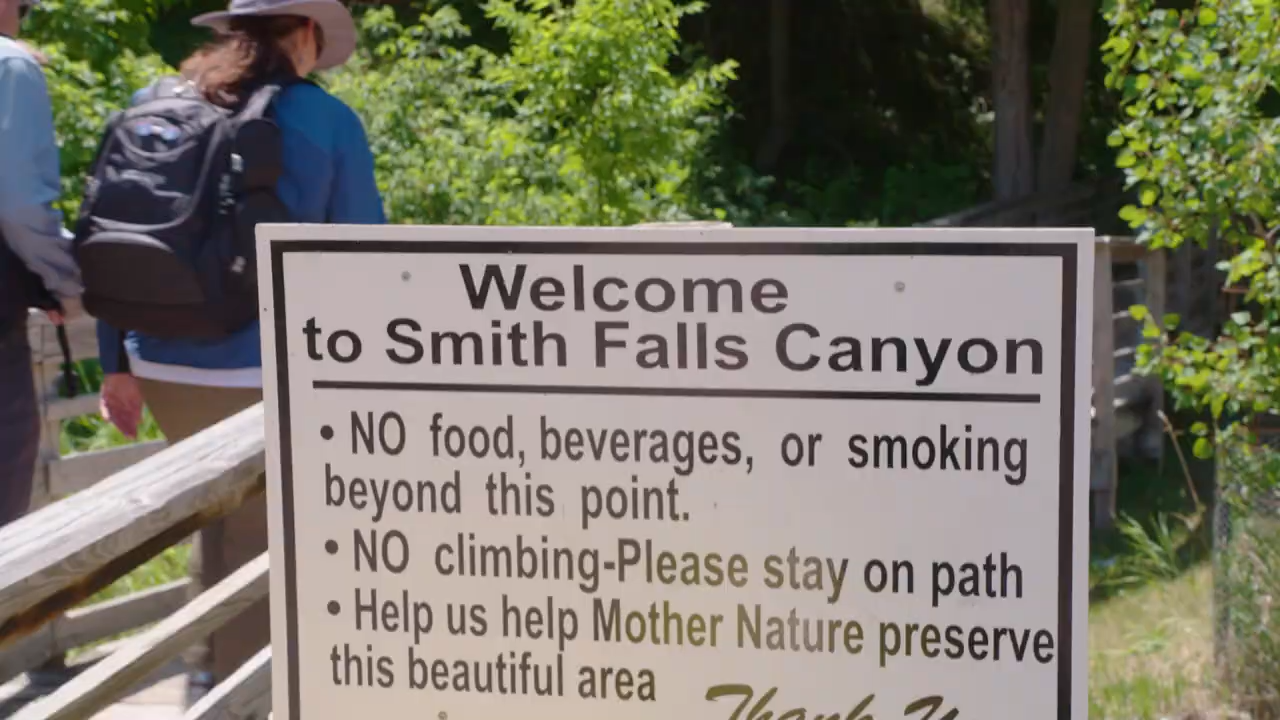 Welcome
to Smith Falls Canyon
• NO food, beverages, or smoking
beyond this point.
• NO climbing-Please stay on path
• Help us help Mother Nature preserve
this beautiful area
Thank